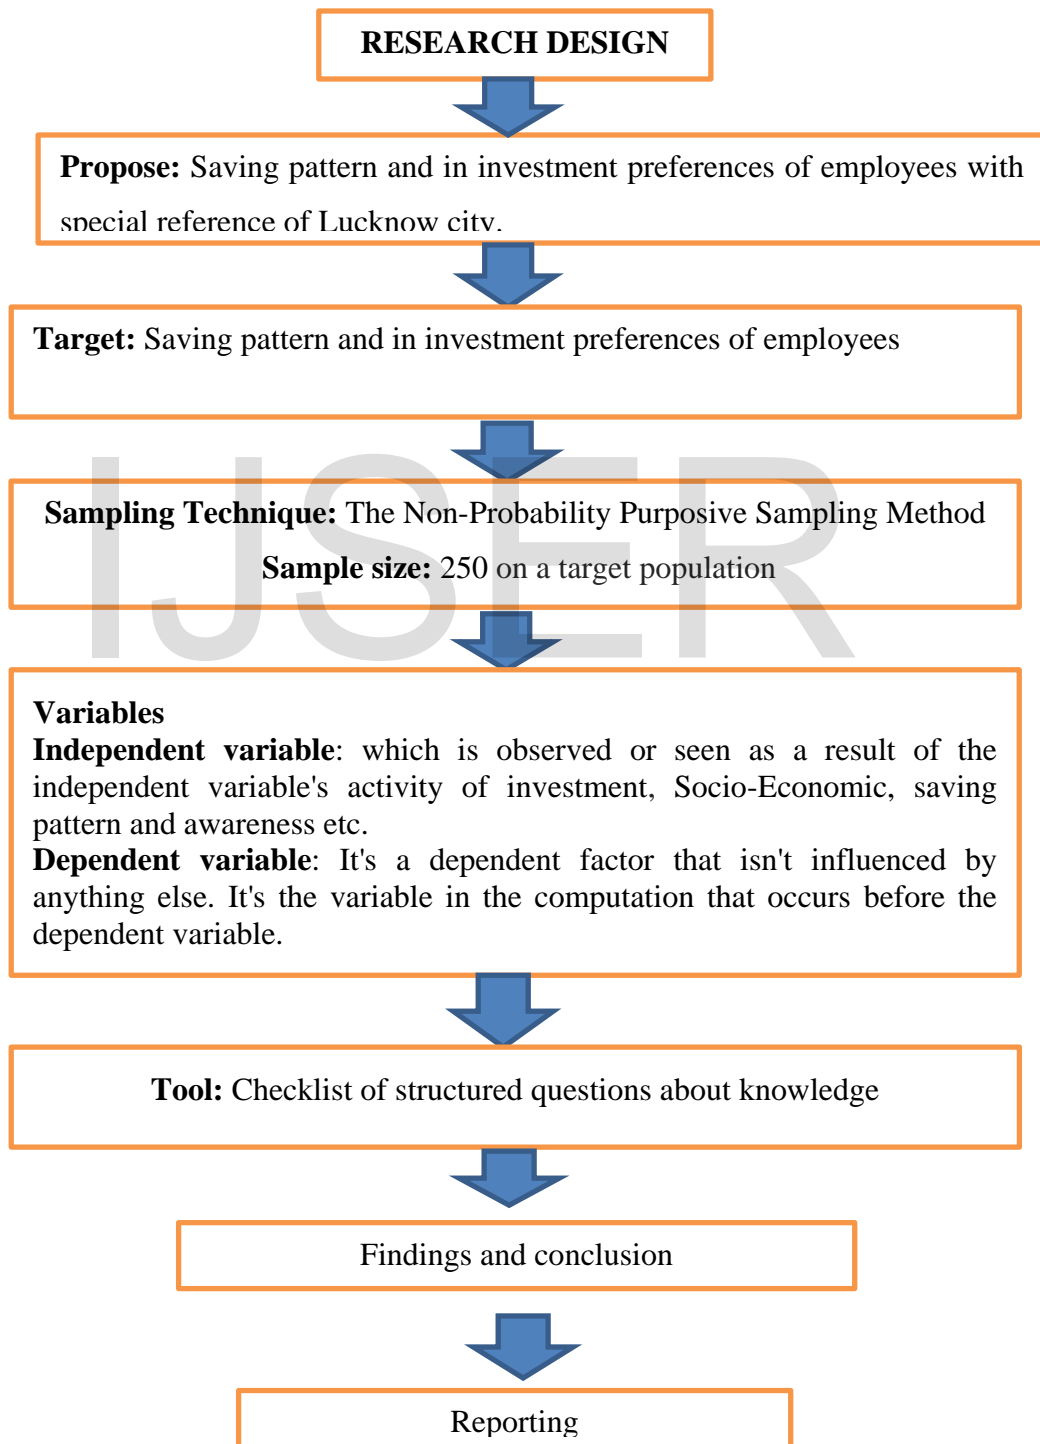 RESEARCH DESIGN
Propose: Saving pattern and in investment preferences of employees with
special reference of Lucknow city.
Target: Saving pattern and in investment preferences of employees
IJSER
Sampling Technique: The Non-Probability Purposive Sampling Method
Sample size: 250 on a target population
Variables
Independent variable: which is observed or seen as a result of the
independent variable's activity of investment, Socio-Economic, saving
pattern and awareness etc.
Dependent variable: It's a dependent factor that isn't influenced by
anything else. It's the variable in the computation that occurs before the
dependent variable.
Tool: Checklist of structured questions about knowledge
Findings and conclusion
Reporting